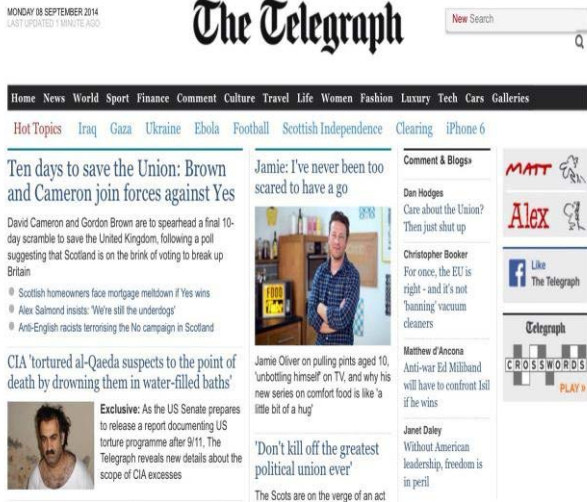 MONDAY 08 SEPTEMBER 2014
LAST UPDATED 1 MINUTE AGO
The Telegraph
New Search
Home News World Sport Finance Comment Culture Travel Life Women Fashion Luxury Tech Cars Galleries
Hot Topics Iraq Gaza Ukraine Ebola Football Scottish Independence Clearing iPhone 6
Ten days to save the Union: Brown
and Cameron join forces against Yes
David Cameron and Gordon Brown are to spearhead a final 10-
day scramble to save the United Kingdom, following a poll
suggesting that Scotland is on the brink of voting to break up
Britain
Scottish homeowners face mortgage meltdown if Yes wins
Alex Salmond insists: 'We're still the underdogs'
Anti-English racists terrorising the No campaign in Scotland
CIA 'tortured al-Qaeda suspects to the point of
death by drowning them in water-filled baths'
Exclusive: As the US Senate prepares
to release a report documenting US
torture programme after 9/11, The
Telegraph reveals new details about the
scope of CIA excesses
Jamie: I've never been too
scared to have a go
FOOD
Jamie Oliver on pulling pints aged 10,
'unbottling himself' on TV, and why his
new series on comfort food is like 'a
little bit of a hug'
'Don't kill off the greatest
political union ever'
The Scots are on the verge of an act
Comment & Blogs»
Dan Hodges
Care about the Union?
Then just shut up
Christopher Booker
For once, the EU is
right - and it's not
'banning' vacuum
cleaners
Matthew d'Ancona
Anti-war Ed Miliband
will have to confront Isil
if he wins
Janet Daley
Without American
leadership, freedom is
in peril
MATT
Alex
f Like
The Telegraph
Telegraph
CROSSWORDS
PLAY »